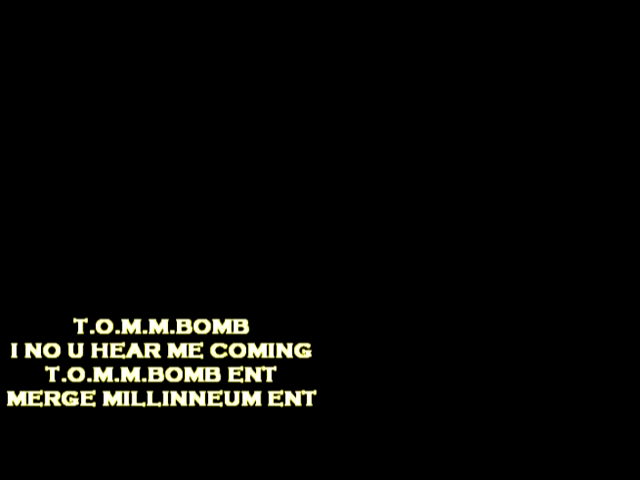 T.O.M.M.BOMB
I NO U HEAR ME COMING
T.O.M.M.BOMB ENT
MERGE MILLINNEUM ENT